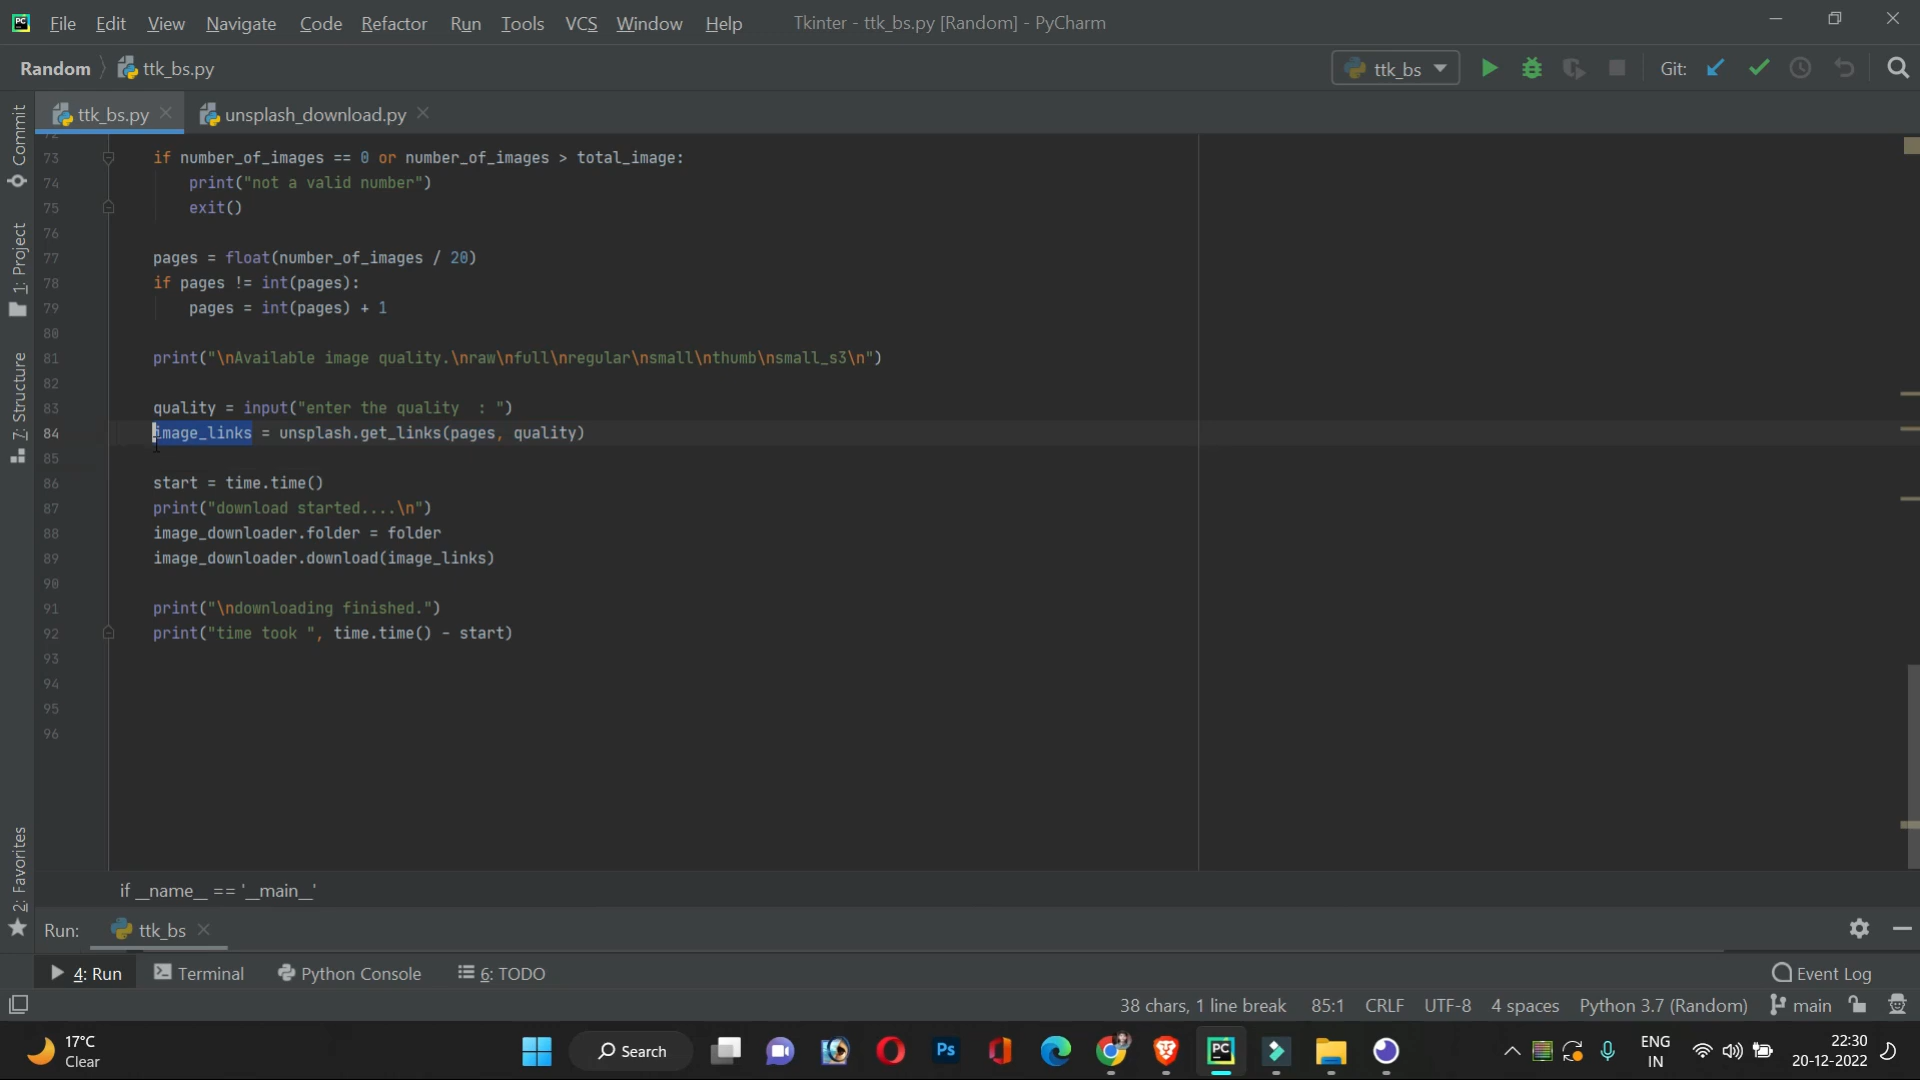 File Edit View Navigate Code Refactor Run Tools VCS Window Help Tkinter - ttk_bs.py [Random] - PyCharm
Random ttk_bs.py ttk_bs Git:
ttk_bs.py unsplash_download.py
Commit
1: Project
7: Structure
2: Favorites
72
73 if number_of_images == 0 or number_of_images > total_image:
74 print("not a valid number")
75 exit()
76
77 pages = float(number_of_images / 20)
78 if pages != int(pages):
79 pages = int(pages) + 1
80
81 print("\nAvailable image quality.\nraw\nfull\nregular\nsmall\nthumb\nsmall_s3\n")
82
83 quality = input("enter the quality  : ")
84 image_links = unsplash.get_links(pages, quality)
85
86 start = time.time()
87 print("download started....\n")
88 image_downloader.folder = folder
89 image_downloader.download(image_links)
90
91 print("\ndownloading finished.")
92 print("time took ", time.time() - start)
93
94
95
96
if __name__ == '__main__'
Run: ttk_bs
4: Run Terminal Python Console 6: TODO Event Log
38 chars, 1 line break 85:1 CRLF UTF-8 4 spaces Python 3.7 (Random) main
17°C
Clear
Search
Ps
PC
ENG
IN
22:30
20-12-2022